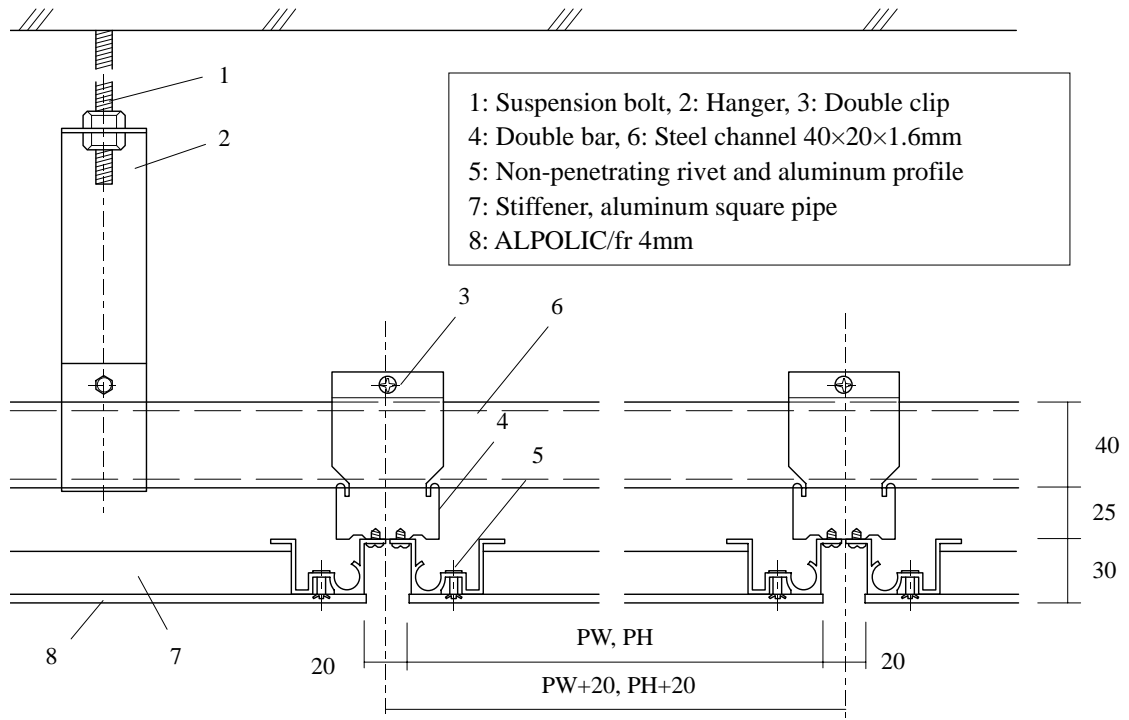 1
2
1: Suspension bolt, 2: Hanger, 3: Double clip
4: Double bar, 6: Steel channel 40×20×1.6mm
5: Non-penetrating rivet and aluminum profile
7: Stiffener, aluminum square pipe
8: ALPOLIC/fr 4mm
3
6
4
5
40
25
30
8
7
20
PW, PH
20
PW+20, PH+20